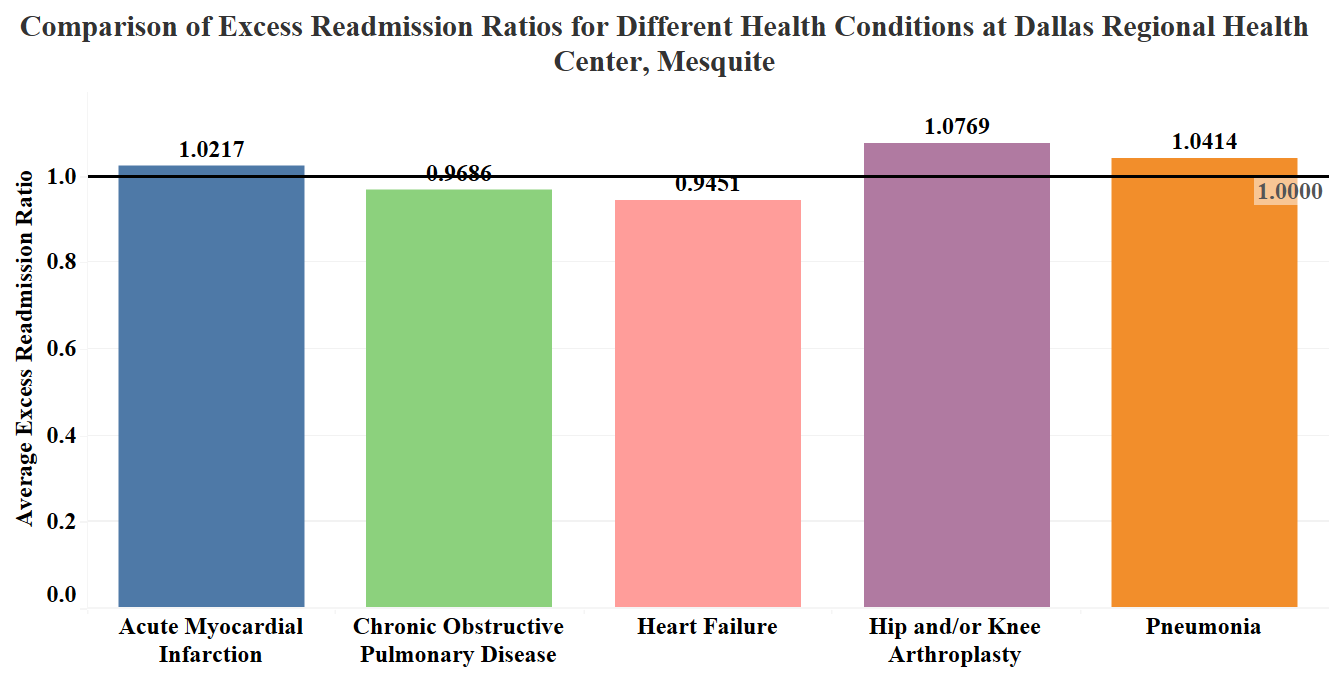 Comparison of Excess Readmission Ratios for Different Health Conditions at Dallas Regional Health
Center, Mesquite
Average Excess Readmission Ratio
1.0
0.8
0.6
0.4
0.2
0.0
1.0217
0.9686
0.9451
1.0769
1.0414
1.0000
Acute Myocardial
Infarction
Chronic Obstructive
Pulmonary Disease
Heart Failure
Hip and/or Knee
Arthroplasty
Pneumonia